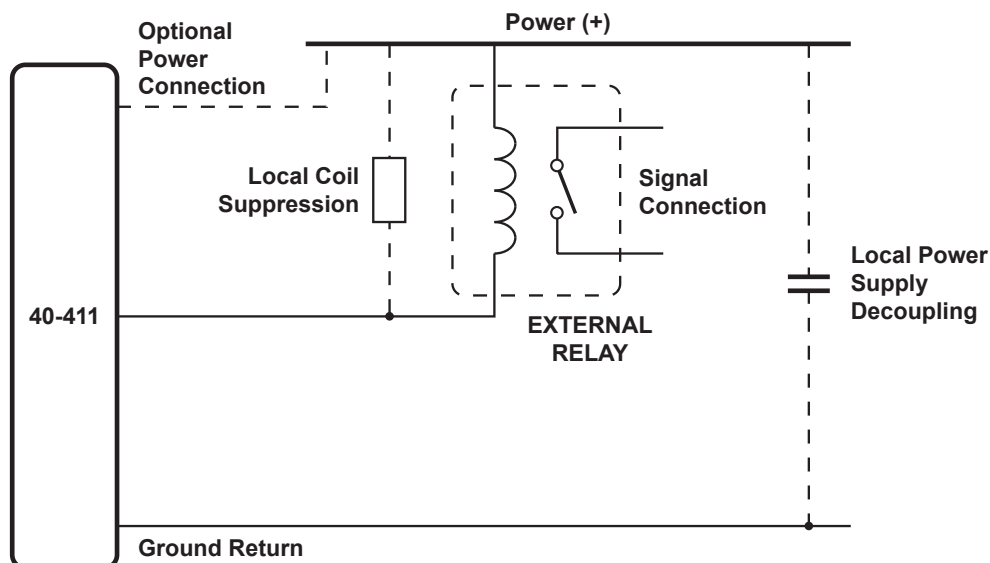 Optional
Power
Connection
Power (+)
Local Coil
Suppression
Signal
Connection
Local Power
Supply
Decoupling
40-411
EXTERNAL
RELAY
Ground Return